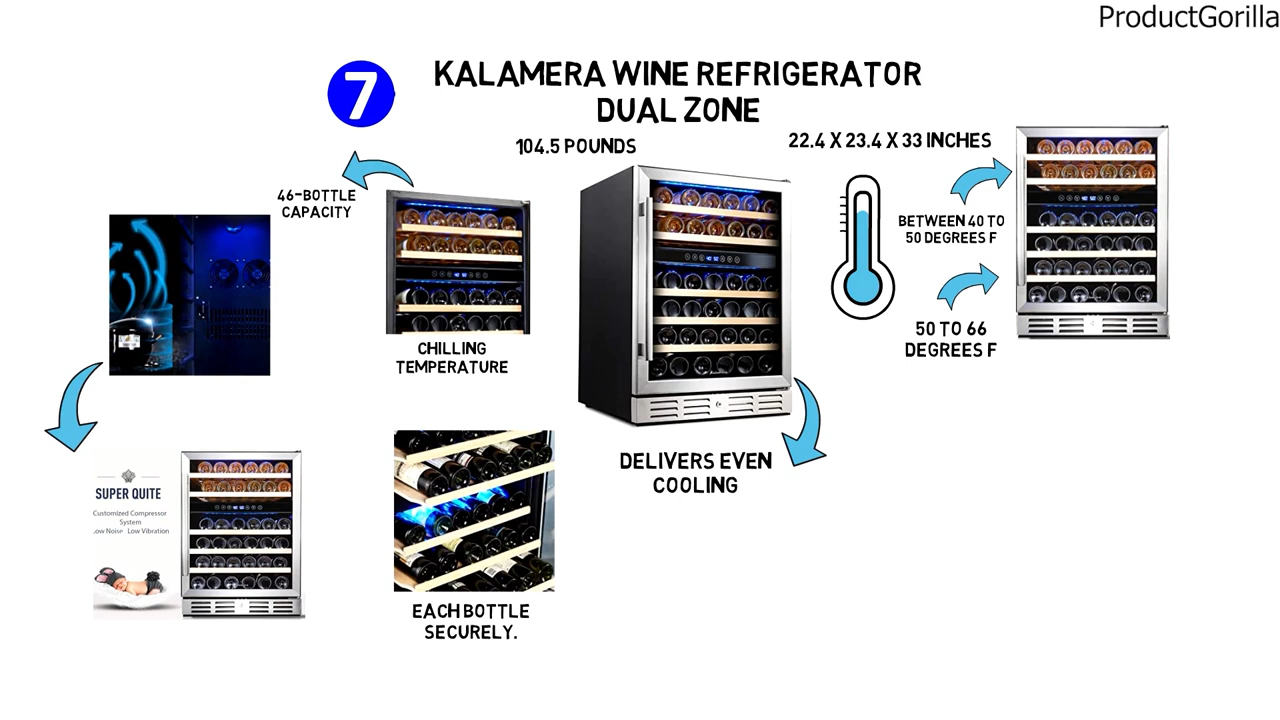 ProductGorilla
7
KALAMERA WINE REFRIGERATOR
DUAL ZONE
104.5 POUNDS
22.4 X 23.4 X 33 INCHES
46-BOTTLE
CAPACITY
BETWEEN 40 TO
50 DEGREES F
50 TO 66
DEGREES F
CHILLING
TEMPERATURE
DELIVERS EVEN
COOLING
SUPER QUITE
Customized Compressor
System
Low Noise Low Vibration
EACH BOTTLE
SECURELY.